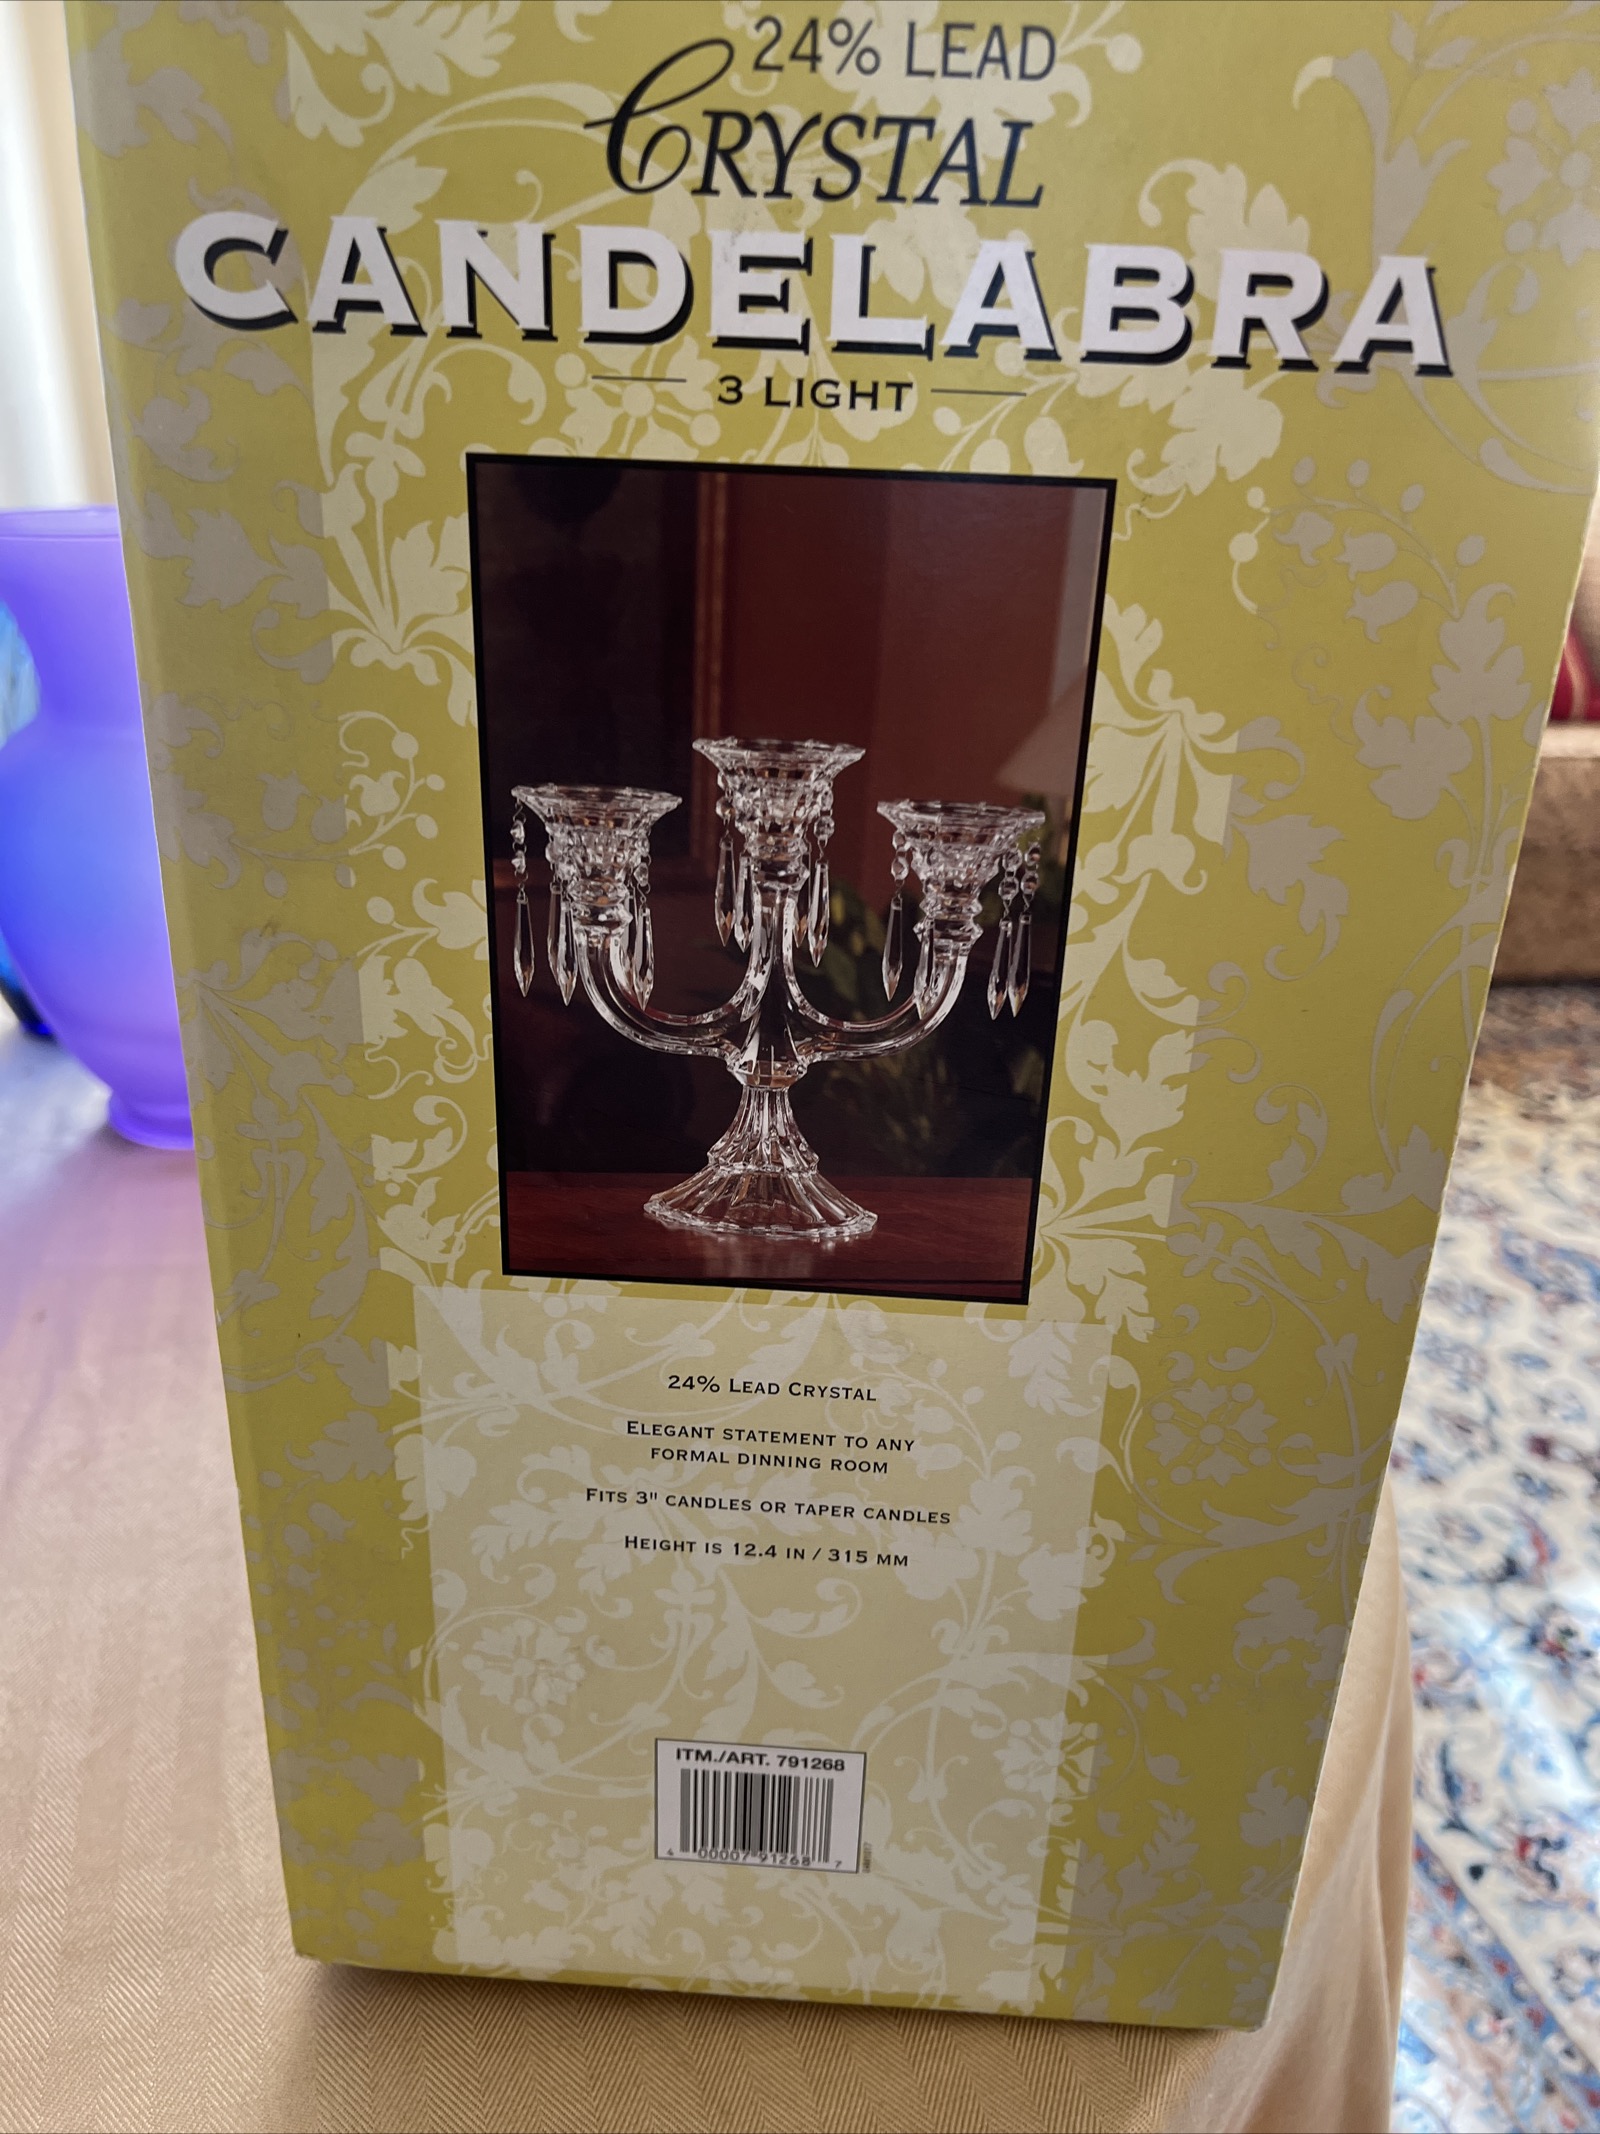 24% LEAD
CRYSTAL
CANDELABRA
3 LIGHT
24% LEAD CRYSTAL
ELEGANT STATEMENT TO ANY
FORMAL DINNING ROOM
FITS 3" CANDLES OR TAPER CANDLES
HEIGHT IS 12.4 IN / 315 MM
ITM./ART. 791268
4 00007 91268 7